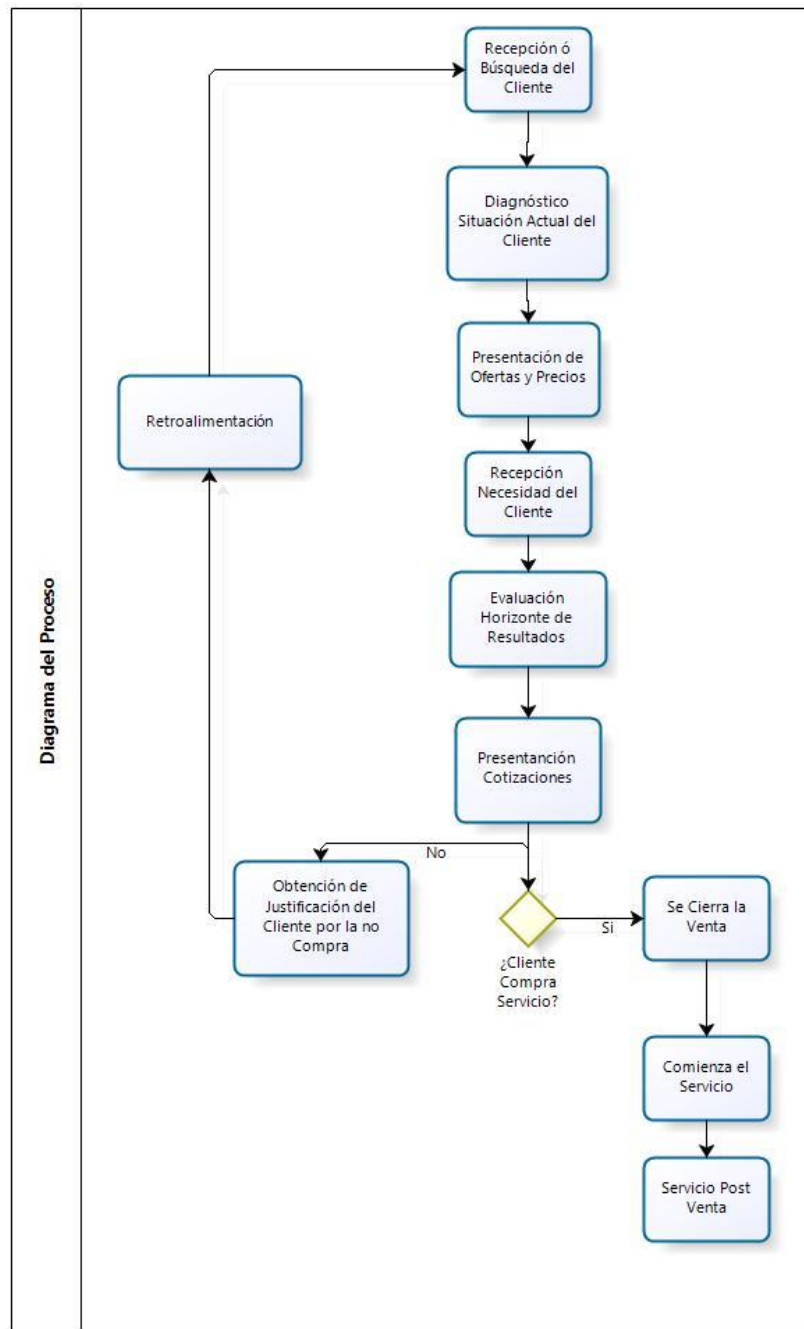 Diagrama del Proceso
Recepción ó
Búsqueda del
Cliente
Diagnóstico
Situación Actual del
Cliente
Presentación de
Ofertas y Precios
Retroalimentación
Recepción
Necesidad del
Cliente
Evaluación
Horizonte de
Resultados
Presentanción
Cotizaciones
No
Obtención de
Justificación del
Cliente por la no
Compra
¿Cliente
Compra
Servicio?
Si
Se Cierra la
Venta
Comienza el
Servicio
Servicio Post
Venta